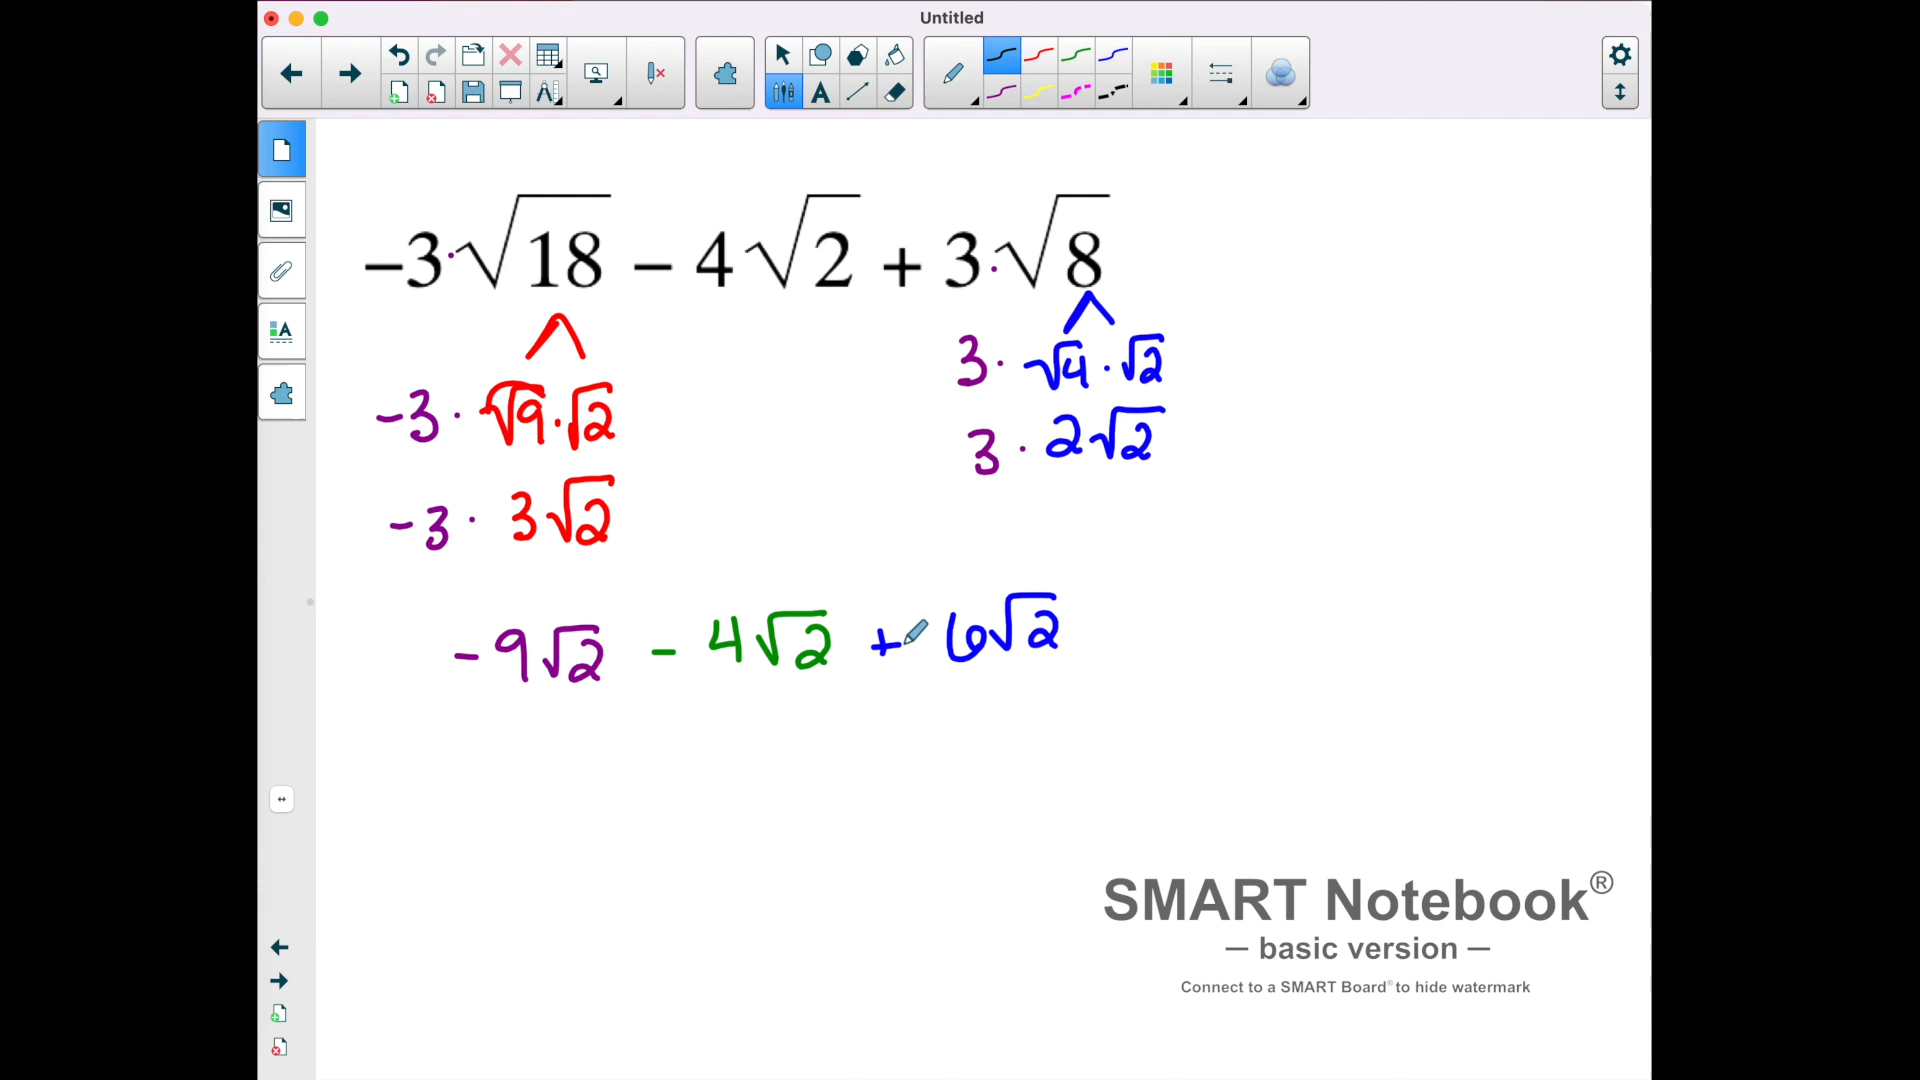 Untitled
A
A
-3·√18 − 4√2 + 3·√8
-3 · √9 · √2
3 · √4 · √2
-3 · 3√2
3 · 2√2
-9√2 - 4√2 + 6√2
SMART Notebook®
— basic version —
Connect to a SMART Board® to hide watermark